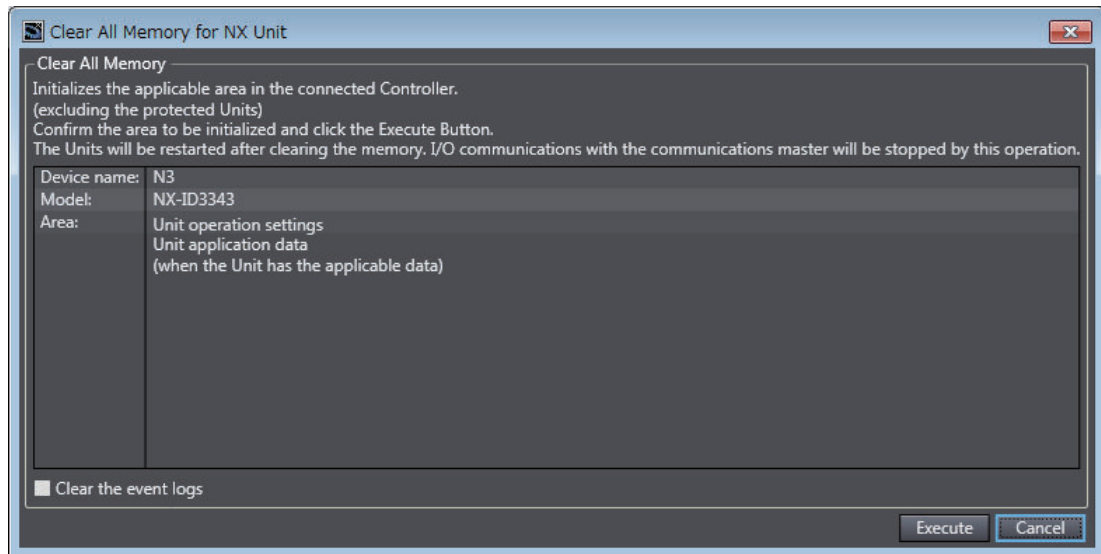 Clear All Memory for NX Unit
Clear All Memory
Initializes the applicable area in the connected Controller.
(excluding the protected Units)
Confirm the area to be initialized and click the Execute Button.
The Units will be restarted after clearing the memory. I/O communications with the communications master will be stopped by this operation.
Device name: N3
Model: NX-ID3343
Area: Unit operation settings
Unit application data
(when the Unit has the applicable data)
Clear the event logs
Execute Cancel